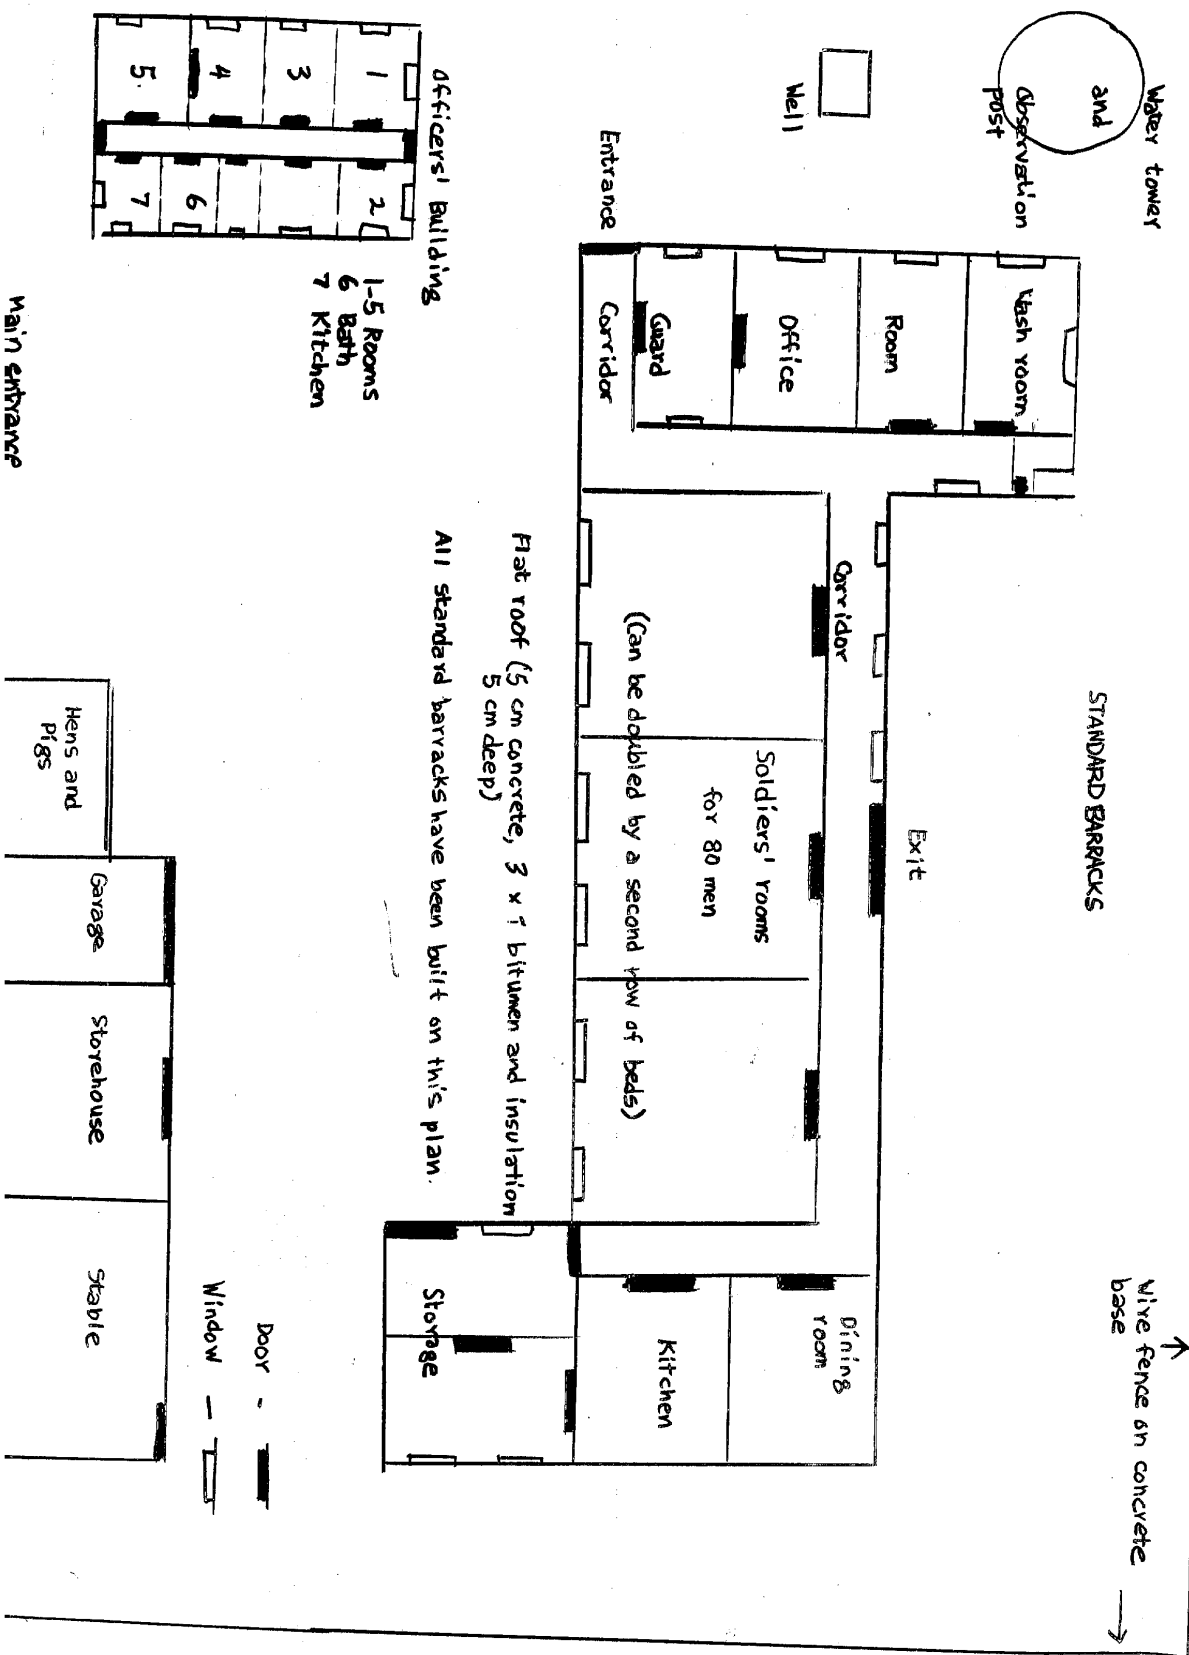 STANDARD BARRACKS
Wire fence on concrete
base
Water tower
and
Observation
post
Well
Entrance
Wash room
Room
Office
Guard
Corridor
Corridor
Exit
Soldiers' rooms
for 80 men
(Can be doubled by a second row of beds)
Dining
room
Kitchen
Storage
Flat roof (5 cm concrete, 3 x 1 bitumen and insulation
5 cm deep)
All standard barracks have been built on this plan.
Officers' Building
1
2
3
4
5.
6
7
1-5 Rooms
6 Bath
7 Kitchen
Door -
Window -
Main entrance
Hens and
pigs
Garage
Storehouse
Stable